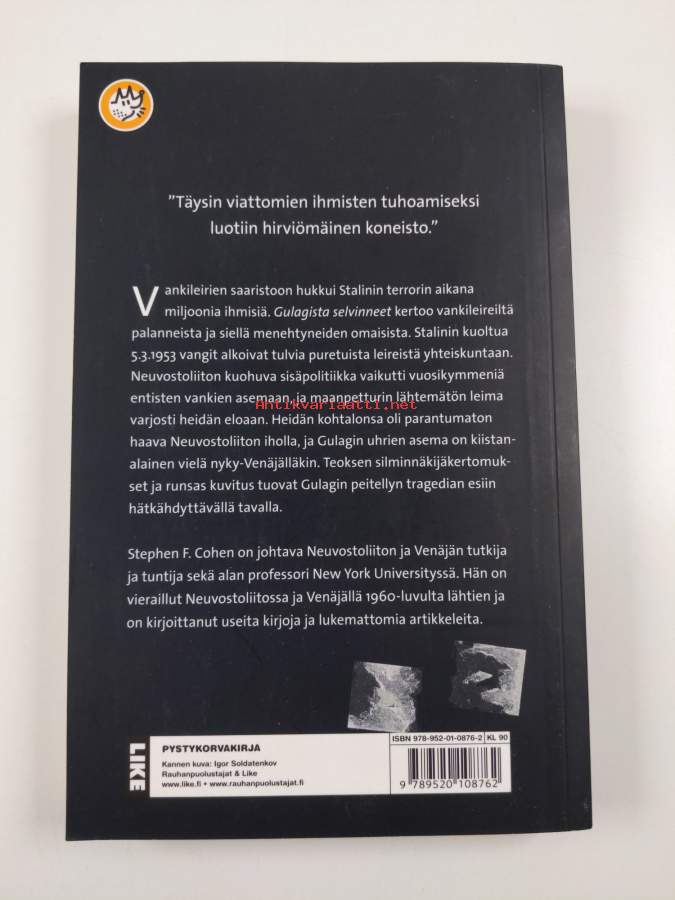 ”Täysin viattomien ihmisten tuhoamiseksi
luotiin hirviömäinen koneisto.”
Vankileirien saaristoon hukkui Stalinin terrorin aikana
miljoonia ihmisiä. Gulagista selvinneet kertoo vankileireiltä
palanneista ja siellä menehtyneiden omaisista. Stalinin kuoltua
5.3.1953 vangit alkoivat tulvia puretuista leireistä yhteiskuntaan.
Neuvostoliiton kuohuva sisäpolitiikka vaikutti vuosikymmeniä
entisten vankien asemaan, ja maanpetturin lähtemätön leima
Antikvariaatti.net
varjosti heidän eloaan. Heidän kohtalonsa oli parantumaton
haava Neuvostoliiton iholla, ja Gulagin uhrien asema on kiistan-
alainen vielä nyky-Venäjälläkin. Teoksen silminnäkijäkertomuk-
set ja runsas kuvitus tuovat Gulagin peitellyn tragedian esiin
hätkähdyttävällä tavalla.
Stephen F. Cohen on johtava Neuvostoliiton ja Venäjän tutkija
ja tuntija sekä alan professori New York Universityssä. Hän on
vieraillut Neuvostoliitossa ja Venäjällä 1960-luvulta lähtien ja
on kirjoittanut useita kirjoja ja lukemattomia artikkeleita.
LIKE
PYSTYKORVAKIRJA
Kannen kuva: Igor Soldatenkov
Rauhanpuolustajat & Like
www.like.fi • www.rauhanpuolustajat.fi
ISBN 978-952-01-0876-2 KL 90
9 789520 108762